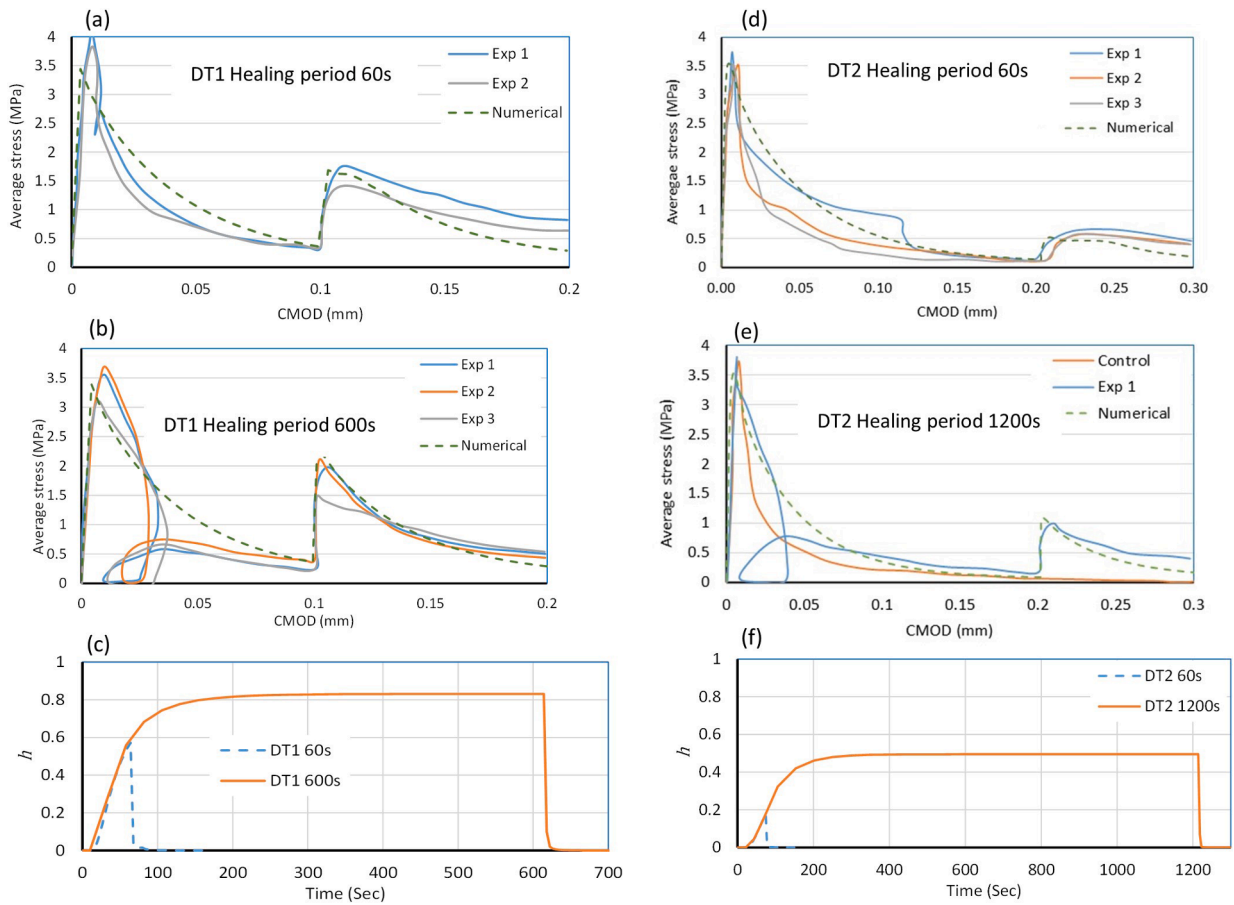 (a)
Average stress (MPa)
4
3.5
3
2.5
2
1.5
1
0.5
0
DT1 Healing period 60s
Exp 1
Exp 2
Numerical
0
0.05
0.1
0.15
0.2
CMOD (mm)
(d)
Averegae stress (MPa)
4
3.5
3
2.5
2
1.5
1
0.5
0
DT2 Healing period 60s
Exp 1
Exp 2
Exp 3
Numerical
0.00
0.05
0.10
0.15
0.20
0.25
0.30
CMOD (mm)
(b)
Average stress (MPa)
4
3.5
3
2.5
2
1.5
1
0.5
0
DT1 Healing period 600s
Exp 1
Exp 2
Exp 3
Numerical
0
0.05
0.1
0.15
0.2
CMOD (mm)
(e)
Average stress (MPa)
4
3.5
3
2.5
2
1.5
1
0.5
0
DT2 Healing period 1200s
Control
Exp 1
Numerical
0
0.05
0.1
0.15
0.2
0.25
0.3
CMOD (mm)
(c)
h
1
0.8
0.6
0.4
0.2
0
DT1 60s
DT1 600s
0
100
200
300
400
500
600
700
Time (Sec)
(f)
h
1
0.8
0.6
0.4
0.2
0
DT2 60s
DT2 1200s
0
200
400
600
800
1000
1200
Time (Sec)